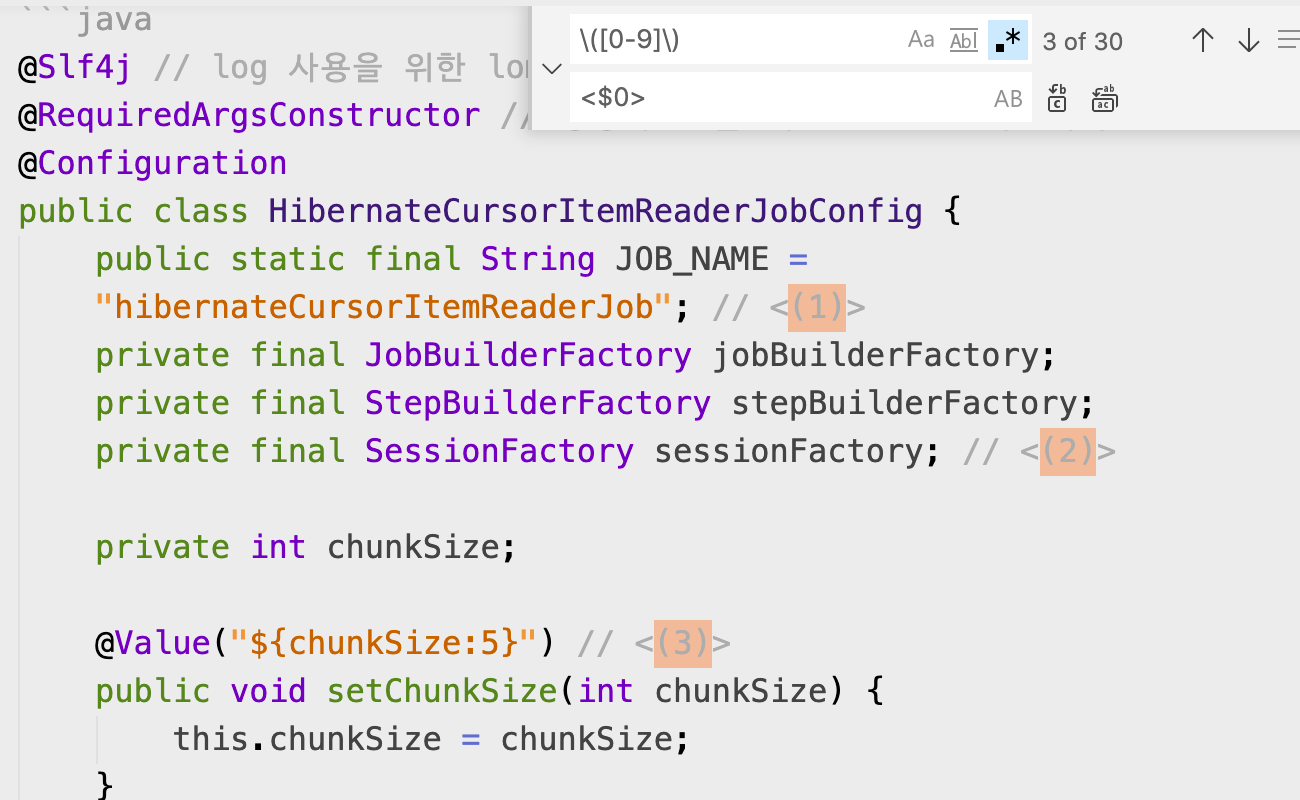 ```java
@Slf4j // log 사용을 위한
@RequiredArgsConstructor //
@Configuration
public class HibernateCursorItemReaderJobConfig {
public static final String JOB_NAME =
"hibernateCursorItemReaderJob"; // <(1)>
private final JobBuilderFactory jobBuilderFactory;
private final StepBuilderFactory stepBuilderFactory;
private final SessionFactory sessionFactory; // <(2)>
private int chunkSize;
@Value("${chunkSize:5}") // <(3)>
public void setChunkSize(int chunkSize) {
this.chunkSize = chunkSize;
}
\([0-9]\) Aa Abl .* 3 of 30
<$0> AB